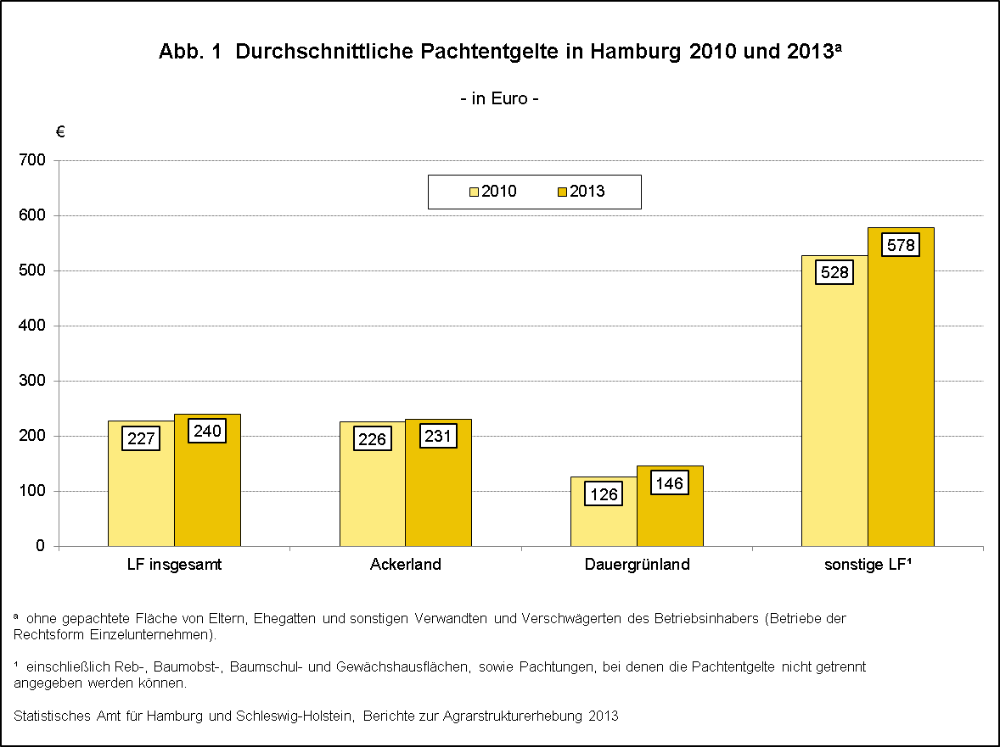 Abb. 1  Durchschnittliche Pachtentgelte in Hamburg 2010 und 2013ª
- in Euro -
€
700
600
500
400
300
200
100
0
2010
2013
227
240
226
231
126
146
528
578
LF insgesamt
Ackerland
Dauergrünland
sonstige LF¹
ª ohne gepachtete Fläche von Eltern, Ehegatten und sonstigen Verwandten und Verschwägerten des Betriebsinhabers (Betriebe der
Rechtsform Einzelunternehmen).
¹ einschließlich Reb-, Baumobst-, Baumschul- und Gewächshausflächen, sowie Pachtungen, bei denen die Pachtentgelte nicht getrennt
angegeben werden können.
Statistisches Amt für Hamburg und Schleswig-Holstein, Berichte zur Agrarstrukturerhebung 2013